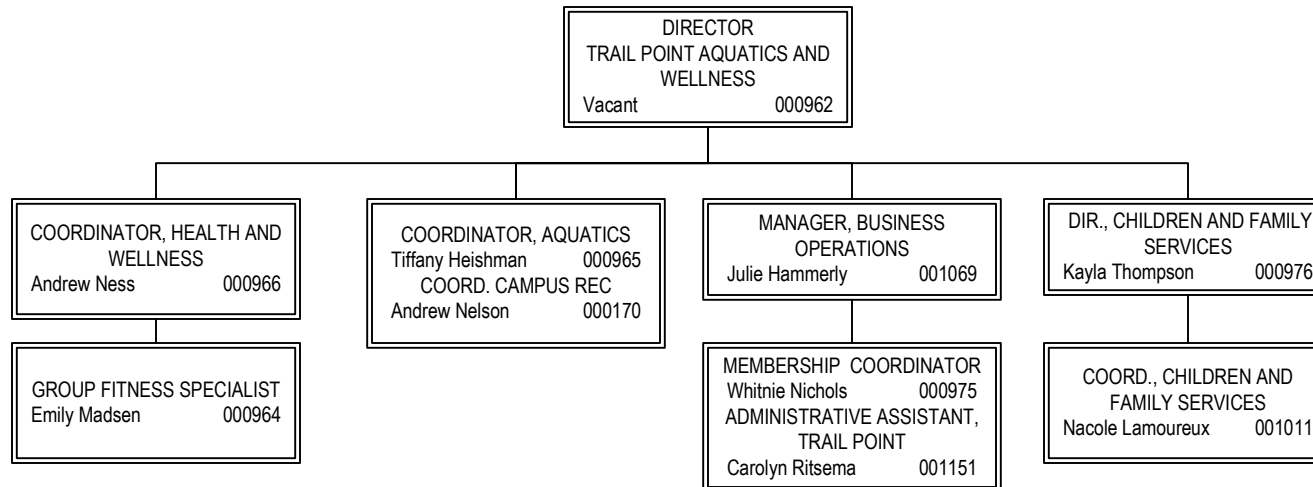 DIRECTOR
TRAIL POINT AQUATICS AND
WELLNESS
Vacant 000962
COORDINATOR, HEALTH AND
WELLNESS
Andrew Ness 000966
COORDINATOR, AQUATICS
Tiffany Heishman 000965
COORD. CAMPUS REC
Andrew Nelson 000170
MANAGER, BUSINESS
OPERATIONS
Julie Hammerly 001069
DIR., CHILDREN AND FAMILY
SERVICES
Kayla Thompson 000976
GROUP FITNESS SPECIALIST
Emily Madsen 000964
MEMBERSHIP COORDINATOR
Whitnie Nichols 000975
ADMINISTRATIVE ASSISTANT,
TRAIL POINT
Carolyn Ritsema 001151
COORD., CHILDREN AND
FAMILY SERVICES
Nacole Lamoureux 001011